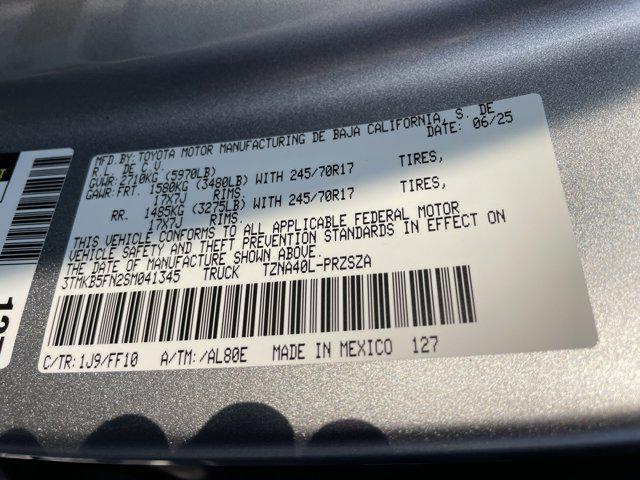 MFD.BY:TOYOTA MOTOR MANUFACTURING DE BAJA CALIFORNIA, S. DE
R.L. DE C.V. DATE: 06/25
GVWR:2710KG (5970LB)
GAWR:FRT. 1580KG (3480LB) WITH 245/70R17 TIRES,
17X7J RIMS.
RR. 1485KG (3275LB) WITH 245/70R17 TIRES,
17X7J RIMS.
THIS VEHICLE CONFORMS TO ALL APPLICABLE FEDERAL MOTOR
VEHICLE SAFETY AND THEFT PREVENTION STANDARDS IN EFFECT ON
THE DATE OF MANUFACTURE SHOWN ABOVE.
3TMKB5FN2SM041345 TRUCK TZNA40L-PRZSZA
C/TR:1J9/FF10 A/TM:/AL80E MADE IN MEXICO 127